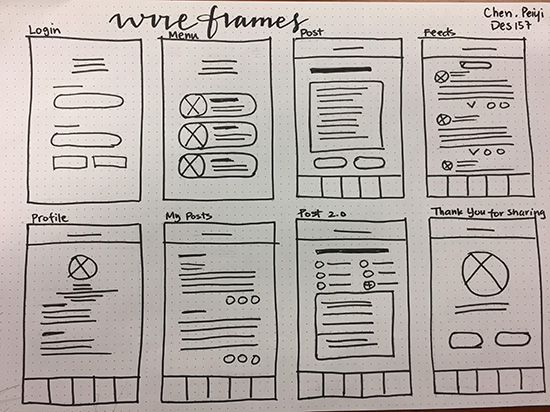 wireframes
Chen, Peiyi
Des 157
Login
Menu
Post
Feeds
Profile
My Posts
Post 2.0
Thank You for sharing